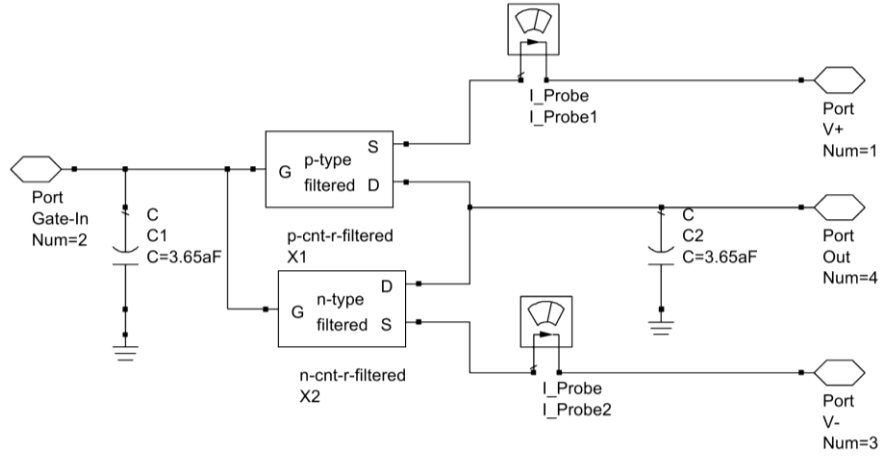 I_Probe
I_Probe1
Port
V+
Num=1
S
G
p-type
filtered
D
Port
Gate-In
Num=2
C
C1
C=3.65aF
p-cnt-r-filtered
X1
C
C2
C=3.65aF
Port
Out
Num=4
D
G
n-type
filtered
S
n-cnt-r-filtered
X2
I_Probe
I_Probe2
Port
V-
Num=3